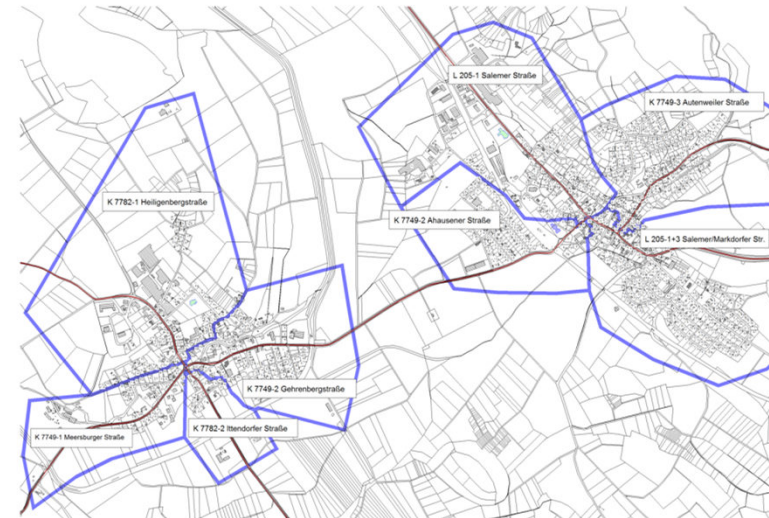 L 205-1 Salemer Straße
K 7749-3 Autenweiler Straße
K 7782-1 Heiligenbergstraße
K 7749-2 Ahausener Straße
L 205-1+3 Salemer/Markdorfer Str.
K 7749-2 Gehrenbergstraße
K 7782-2 Ittendorfer Straße
K 7749-1 Meersburger Straße